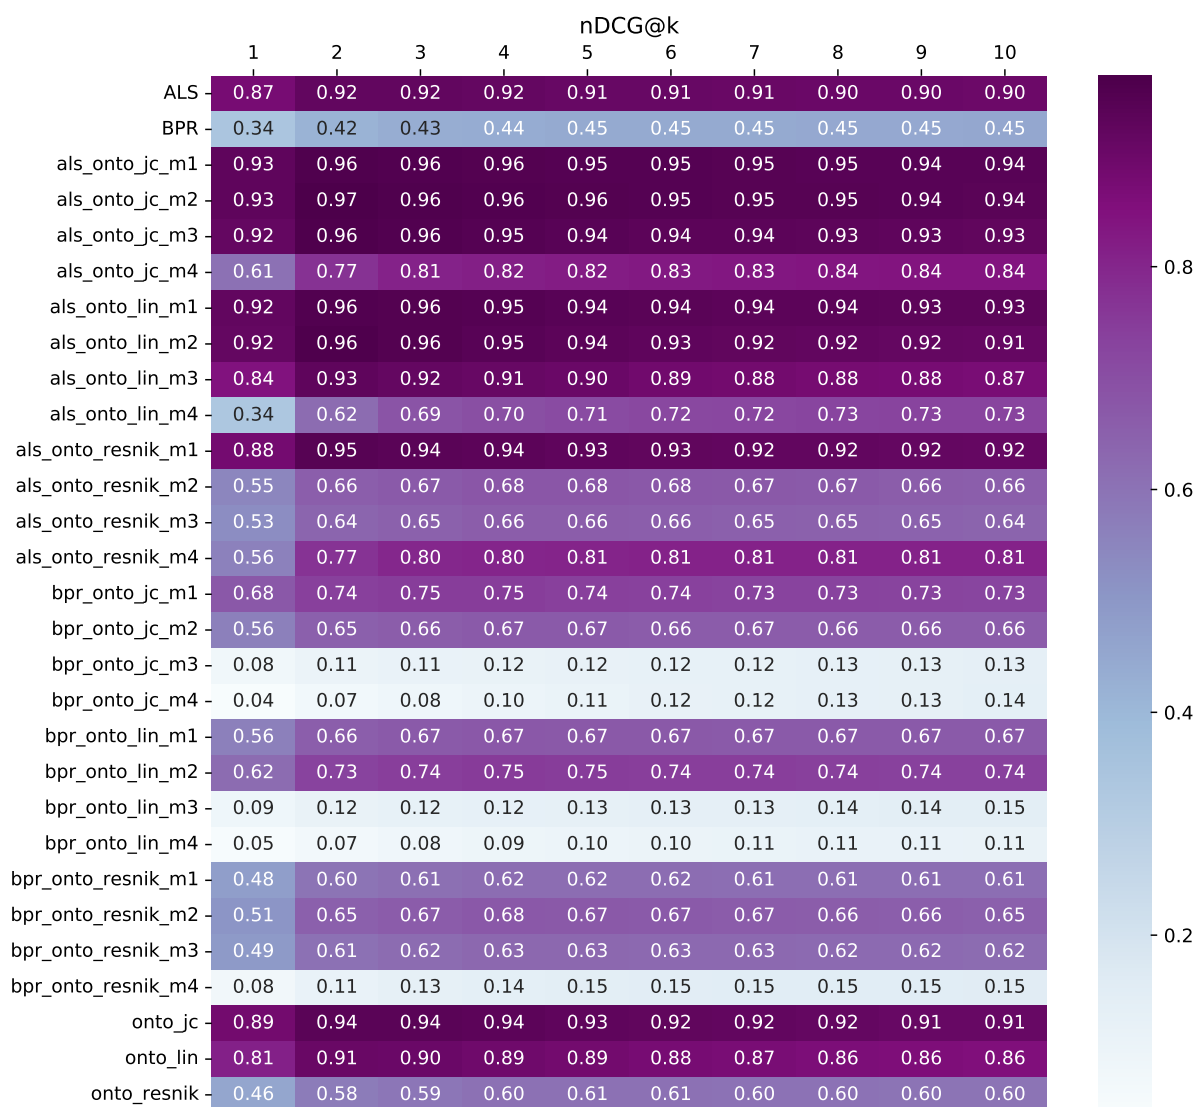 nDCG@k
1 2 3 4 5 6 7 8 9 10
ALS 0.87 0.92 0.92 0.92 0.91 0.91 0.91 0.90 0.90 0.90
BPR 0.34 0.42 0.43 0.44 0.45 0.45 0.45 0.45 0.45 0.45
als_onto_jc_m1 0.93 0.96 0.96 0.96 0.95 0.95 0.95 0.95 0.94 0.94
als_onto_jc_m2 0.93 0.97 0.96 0.96 0.96 0.95 0.95 0.95 0.94 0.94
als_onto_jc_m3 0.92 0.96 0.96 0.95 0.94 0.94 0.94 0.93 0.93 0.93
als_onto_jc_m4 0.61 0.77 0.81 0.82 0.82 0.83 0.83 0.84 0.84 0.84
0.8
als_onto_lin_m1 0.92 0.96 0.96 0.95 0.94 0.94 0.94 0.94 0.93 0.93
als_onto_lin_m2 0.92 0.96 0.96 0.95 0.94 0.93 0.92 0.92 0.92 0.91
als_onto_lin_m3 0.84 0.93 0.92 0.91 0.90 0.89 0.88 0.88 0.88 0.87
als_onto_lin_m4 0.34 0.62 0.69 0.70 0.71 0.72 0.72 0.73 0.73 0.73
als_onto_resnik_m1 0.88 0.95 0.94 0.94 0.93 0.93 0.92 0.92 0.92 0.92
als_onto_resnik_m2 0.55 0.66 0.67 0.68 0.68 0.68 0.67 0.67 0.66 0.66
0.6
als_onto_resnik_m3 0.53 0.64 0.65 0.66 0.66 0.66 0.65 0.65 0.65 0.64
als_onto_resnik_m4 0.56 0.77 0.80 0.80 0.81 0.81 0.81 0.81 0.81 0.81
bpr_onto_jc_m1 0.68 0.74 0.75 0.75 0.74 0.74 0.73 0.73 0.73 0.73
bpr_onto_jc_m2 0.56 0.65 0.66 0.67 0.67 0.66 0.67 0.66 0.66 0.66
bpr_onto_jc_m3 0.08 0.11 0.11 0.12 0.12 0.12 0.12 0.13 0.13 0.13
bpr_onto_jc_m4 0.04 0.07 0.08 0.10 0.11 0.12 0.12 0.13 0.13 0.14
0.4
bpr_onto_lin_m1 0.56 0.66 0.67 0.67 0.67 0.67 0.67 0.67 0.67 0.67
bpr_onto_lin_m2 0.62 0.73 0.74 0.75 0.75 0.74 0.74 0.74 0.74 0.74
bpr_onto_lin_m3 0.09 0.12 0.12 0.12 0.13 0.13 0.13 0.14 0.14 0.15
bpr_onto_lin_m4 0.05 0.07 0.08 0.09 0.10 0.10 0.11 0.11 0.11 0.11
bpr_onto_resnik_m1 0.48 0.60 0.61 0.62 0.62 0.62 0.61 0.61 0.61 0.61
bpr_onto_resnik_m2 0.51 0.65 0.67 0.68 0.67 0.67 0.67 0.66 0.66 0.65
0.2
bpr_onto_resnik_m3 0.49 0.61 0.62 0.63 0.63 0.63 0.63 0.62 0.62 0.62
bpr_onto_resnik_m4 0.08 0.11 0.13 0.14 0.15 0.15 0.15 0.15 0.15 0.15
onto_jc 0.89 0.94 0.94 0.94 0.93 0.92 0.92 0.92 0.91 0.91
onto_lin 0.81 0.91 0.90 0.89 0.89 0.88 0.87 0.86 0.86 0.86
onto_resnik 0.46 0.58 0.59 0.60 0.61 0.61 0.60 0.60 0.60 0.60